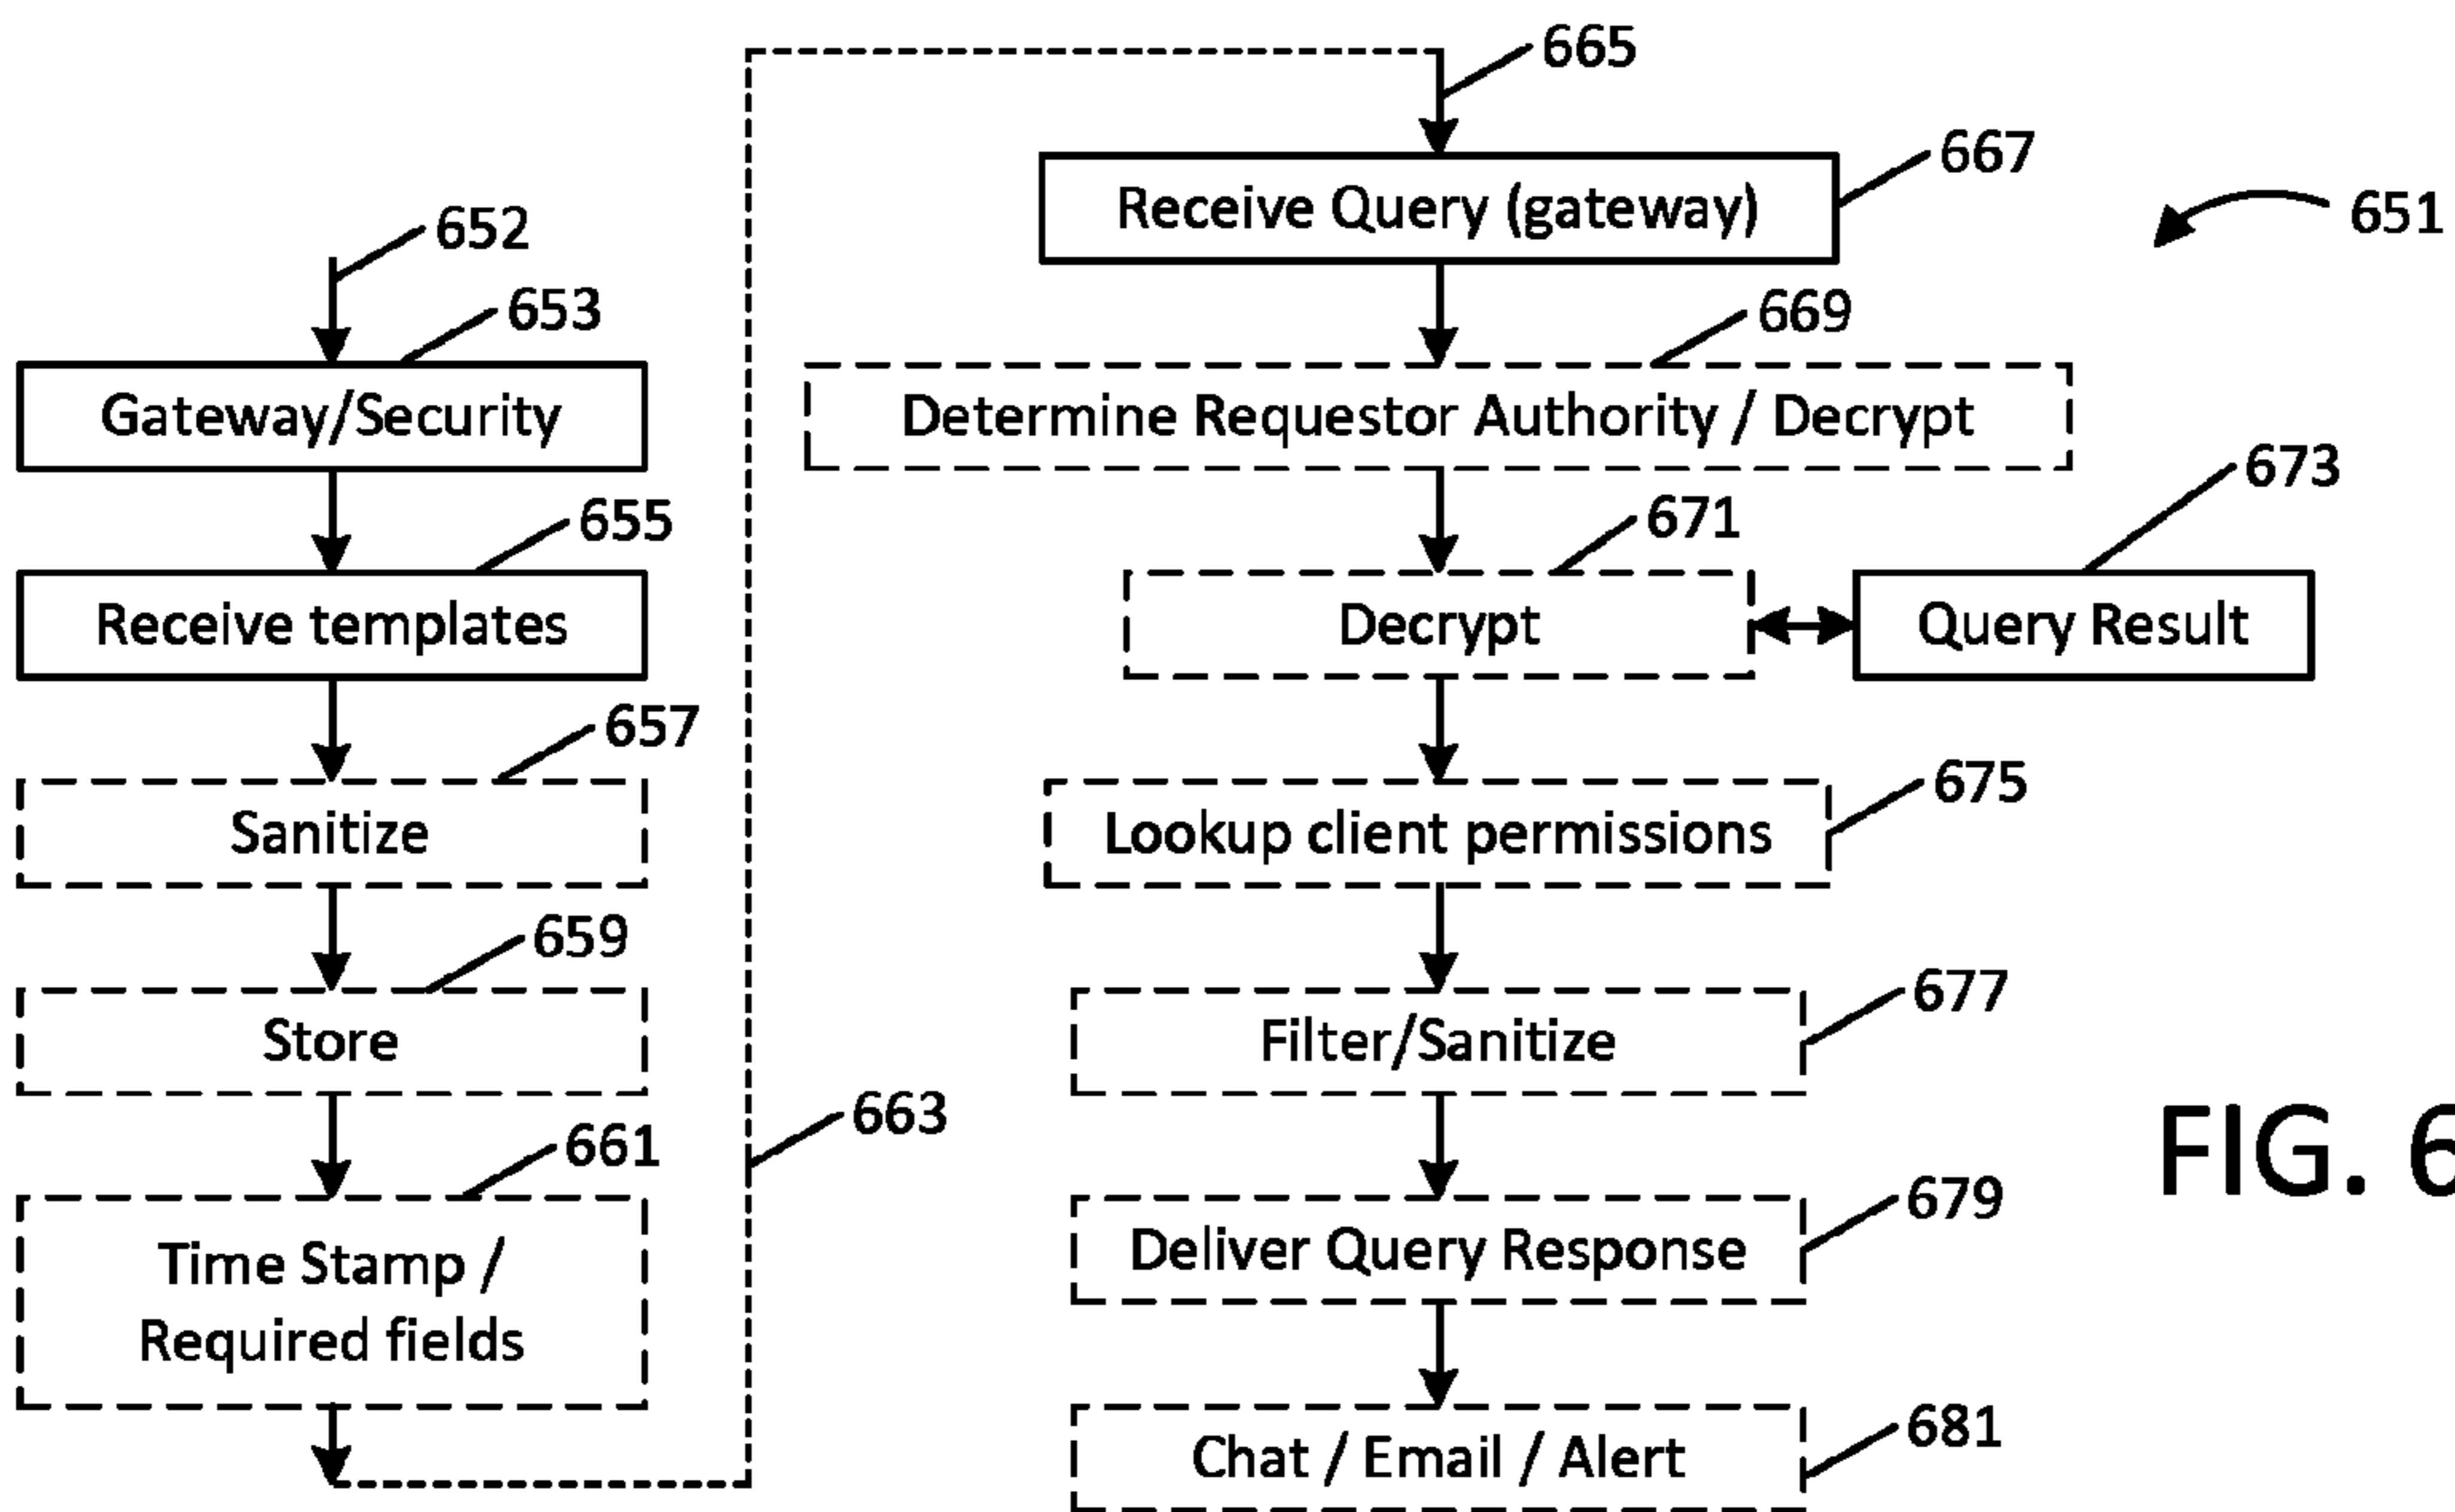 665
667
651
652
Receive Query (gateway)
653
669
Gateway/Security
Determine Requestor Authority / Decrypt
673
655
671
Receive templates
Decrypt
Query Result
657
675
Sanitize
Lookup client permissions
659
677
Store
Filter/Sanitize
663
661
FIG. 6
679
Time Stamp /
Required fields
Deliver Query Response
681
Chat / Email / Alert